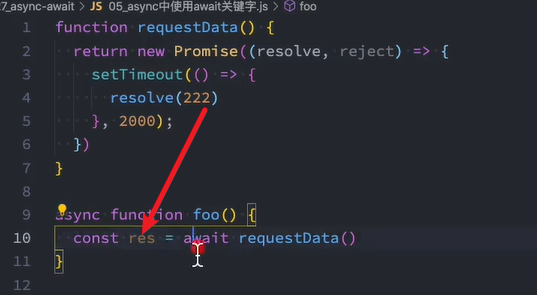 27_async-await > JS 05_async中使用await关键字.js > foo
1 function requestData() {
2 return new Promise((resolve, reject) => {
3 setTimeout(() => {
4 resolve(222)
5 }, 2000);
6 })
7 }
8
9 async function foo() {
10 const res = await requestData()
11 }
12